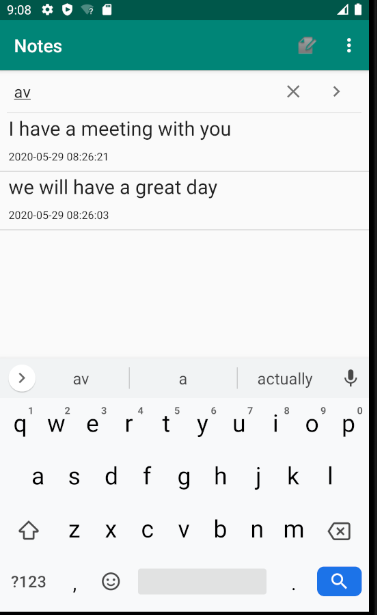 9:08
Notes
av
I have a meeting with you
2020-05-29 08:26:21
we will have a great day
2020-05-29 08:26:03
av a actually
1 2 3 4 5 6 7 8 9 0
q w e r t y u i o p
a s d f g h j k l
z x c v b n m
?123 , .